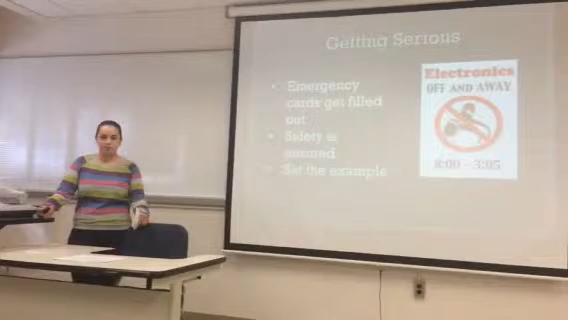 Getting Serious
• Emergency
cards get filled
out
• Safety is
assured
• Set the example
Electronics
OFF AND AWAY
8:00 - 3:05